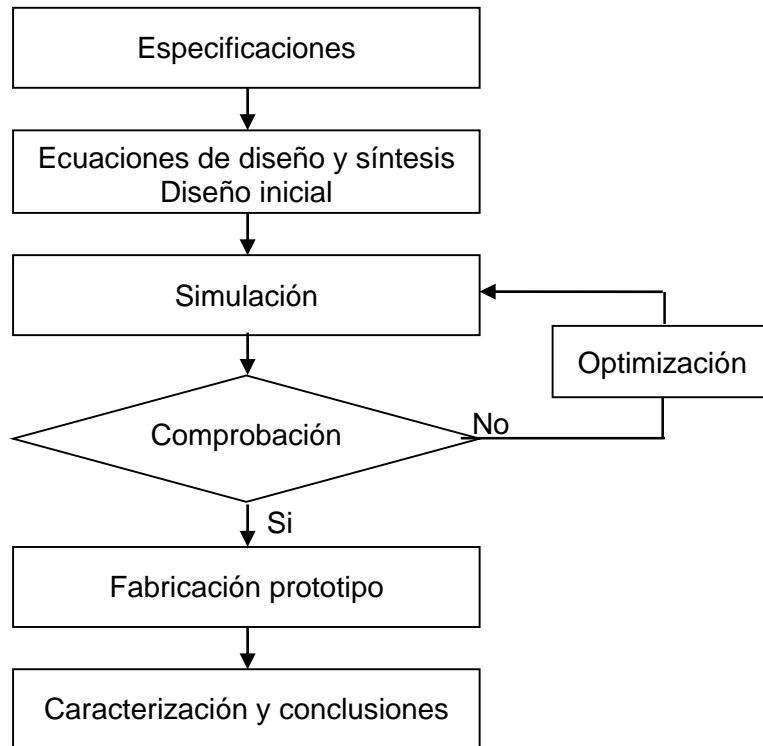 Especificaciones
Ecuaciones de diseño y síntesis
Diseño inicial
Simulación
Optimización
Comprobación
No
Si
Fabricación prototipo
Caracterización y conclusiones